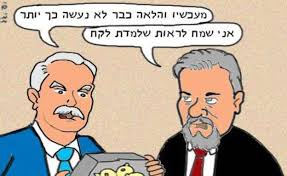 מעכשיו והלאה כבר לא נעשה כך יותר
אני שמח לראות שלמדת לקח